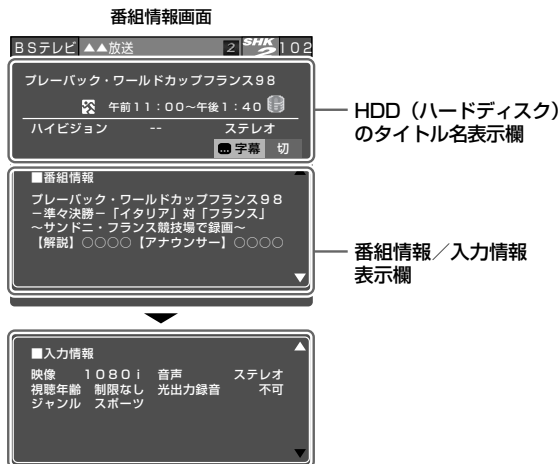 番組情報画面
BSテレビ ▲▲放送 2 SHK 2 102
プレーバック・ワールドカップフランス98
午前11:00~午後1:40
ハイビジョン -- ステレオ
字幕 切
HDD(ハードディスク)
のタイトル名表示欄
■番組情報
プレーバック・ワールドカップフランス98
-準々決勝-「イタリア」対「フランス」
~サンドニ・フランス競技場で録画~
【解説】○○○○【アナウンサー】○○○○
番組情報/入力情報
表示欄
■入力情報
映像 1080i 音声 ステレオ
視聴年齢 制限なし 光出力録音 不可
ジャンル スポーツ